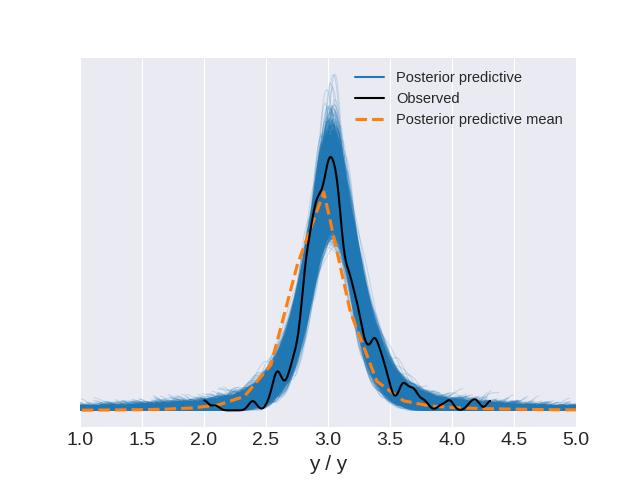 Posterior predictive
Observed
Posterior predictive mean
1.0 1.5 2.0 2.5 3.0 3.5 4.0 4.5 5.0
y / y